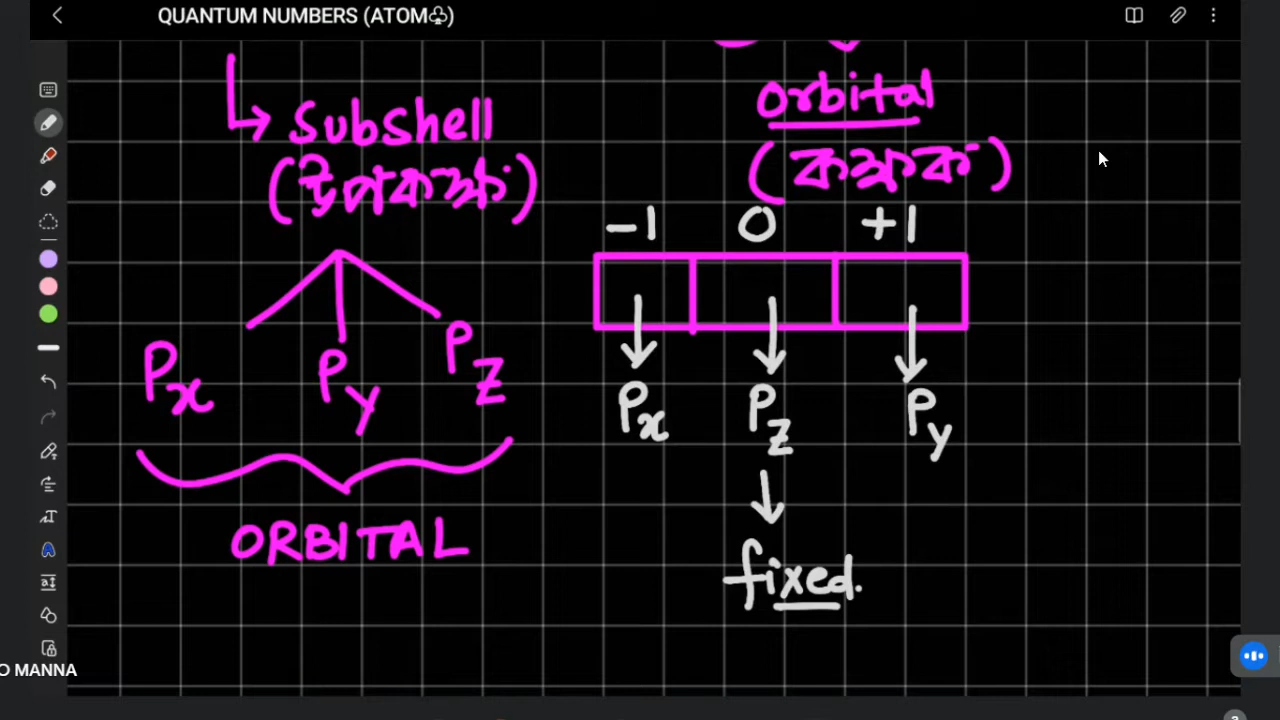 QUANTUM NUMBERS (ATOM♧)
Subshell
(উপকক্ষ)
Px Py Pz
ORBITAL
orbital
(কক্ষক)
-1 0 +1
Px Pz Py
fixed.
O MANNA